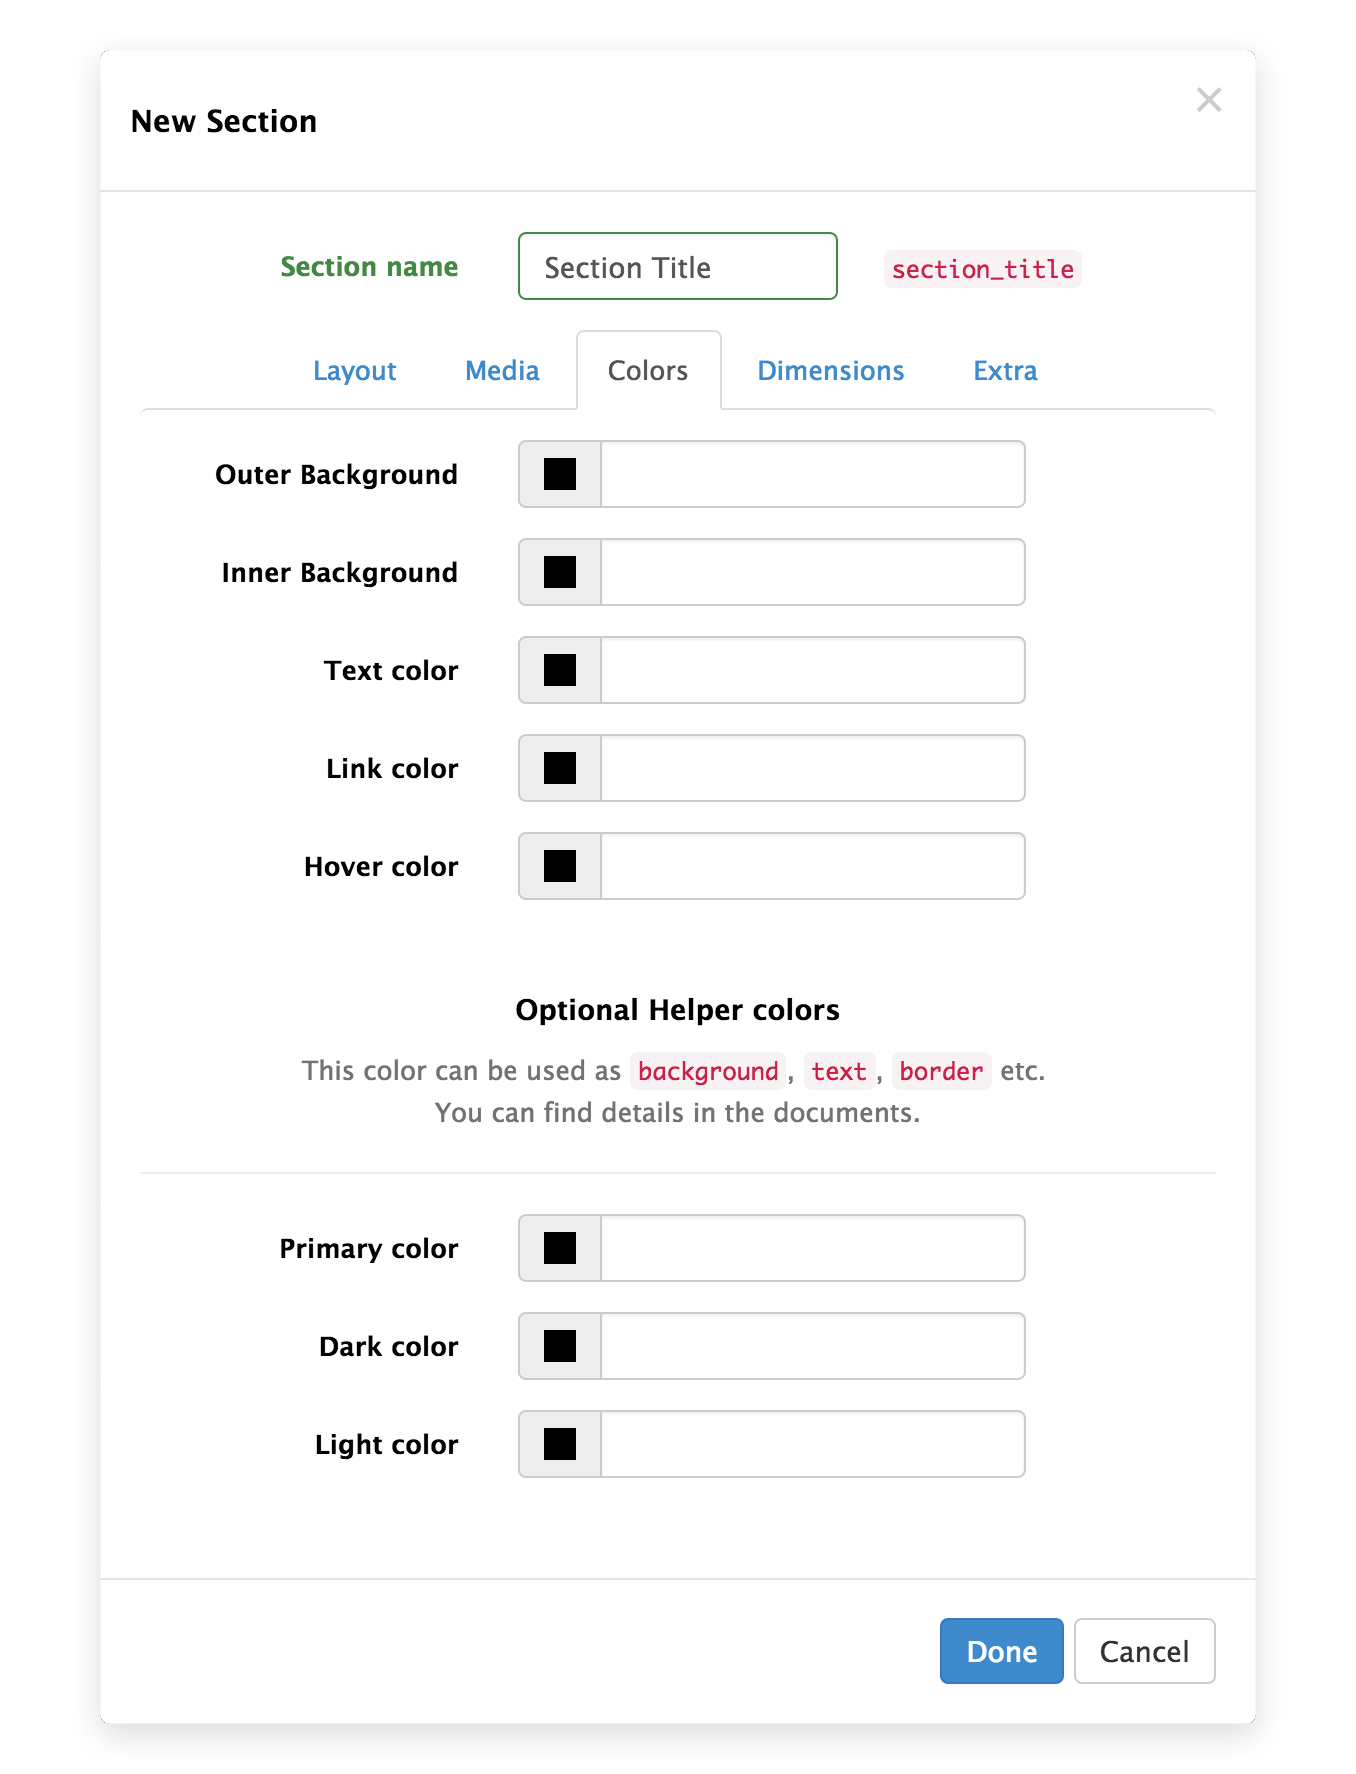 New Section
×
Section name Section Title section_title
Layout Media Colors Dimensions Extra
Outer Background
Inner Background
Text color
Link color
Hover color
Optional Helper colors
This color can be used as background, text, border etc.
You can find details in the documents.
Primary color
Dark color
Light color
Done Cancel